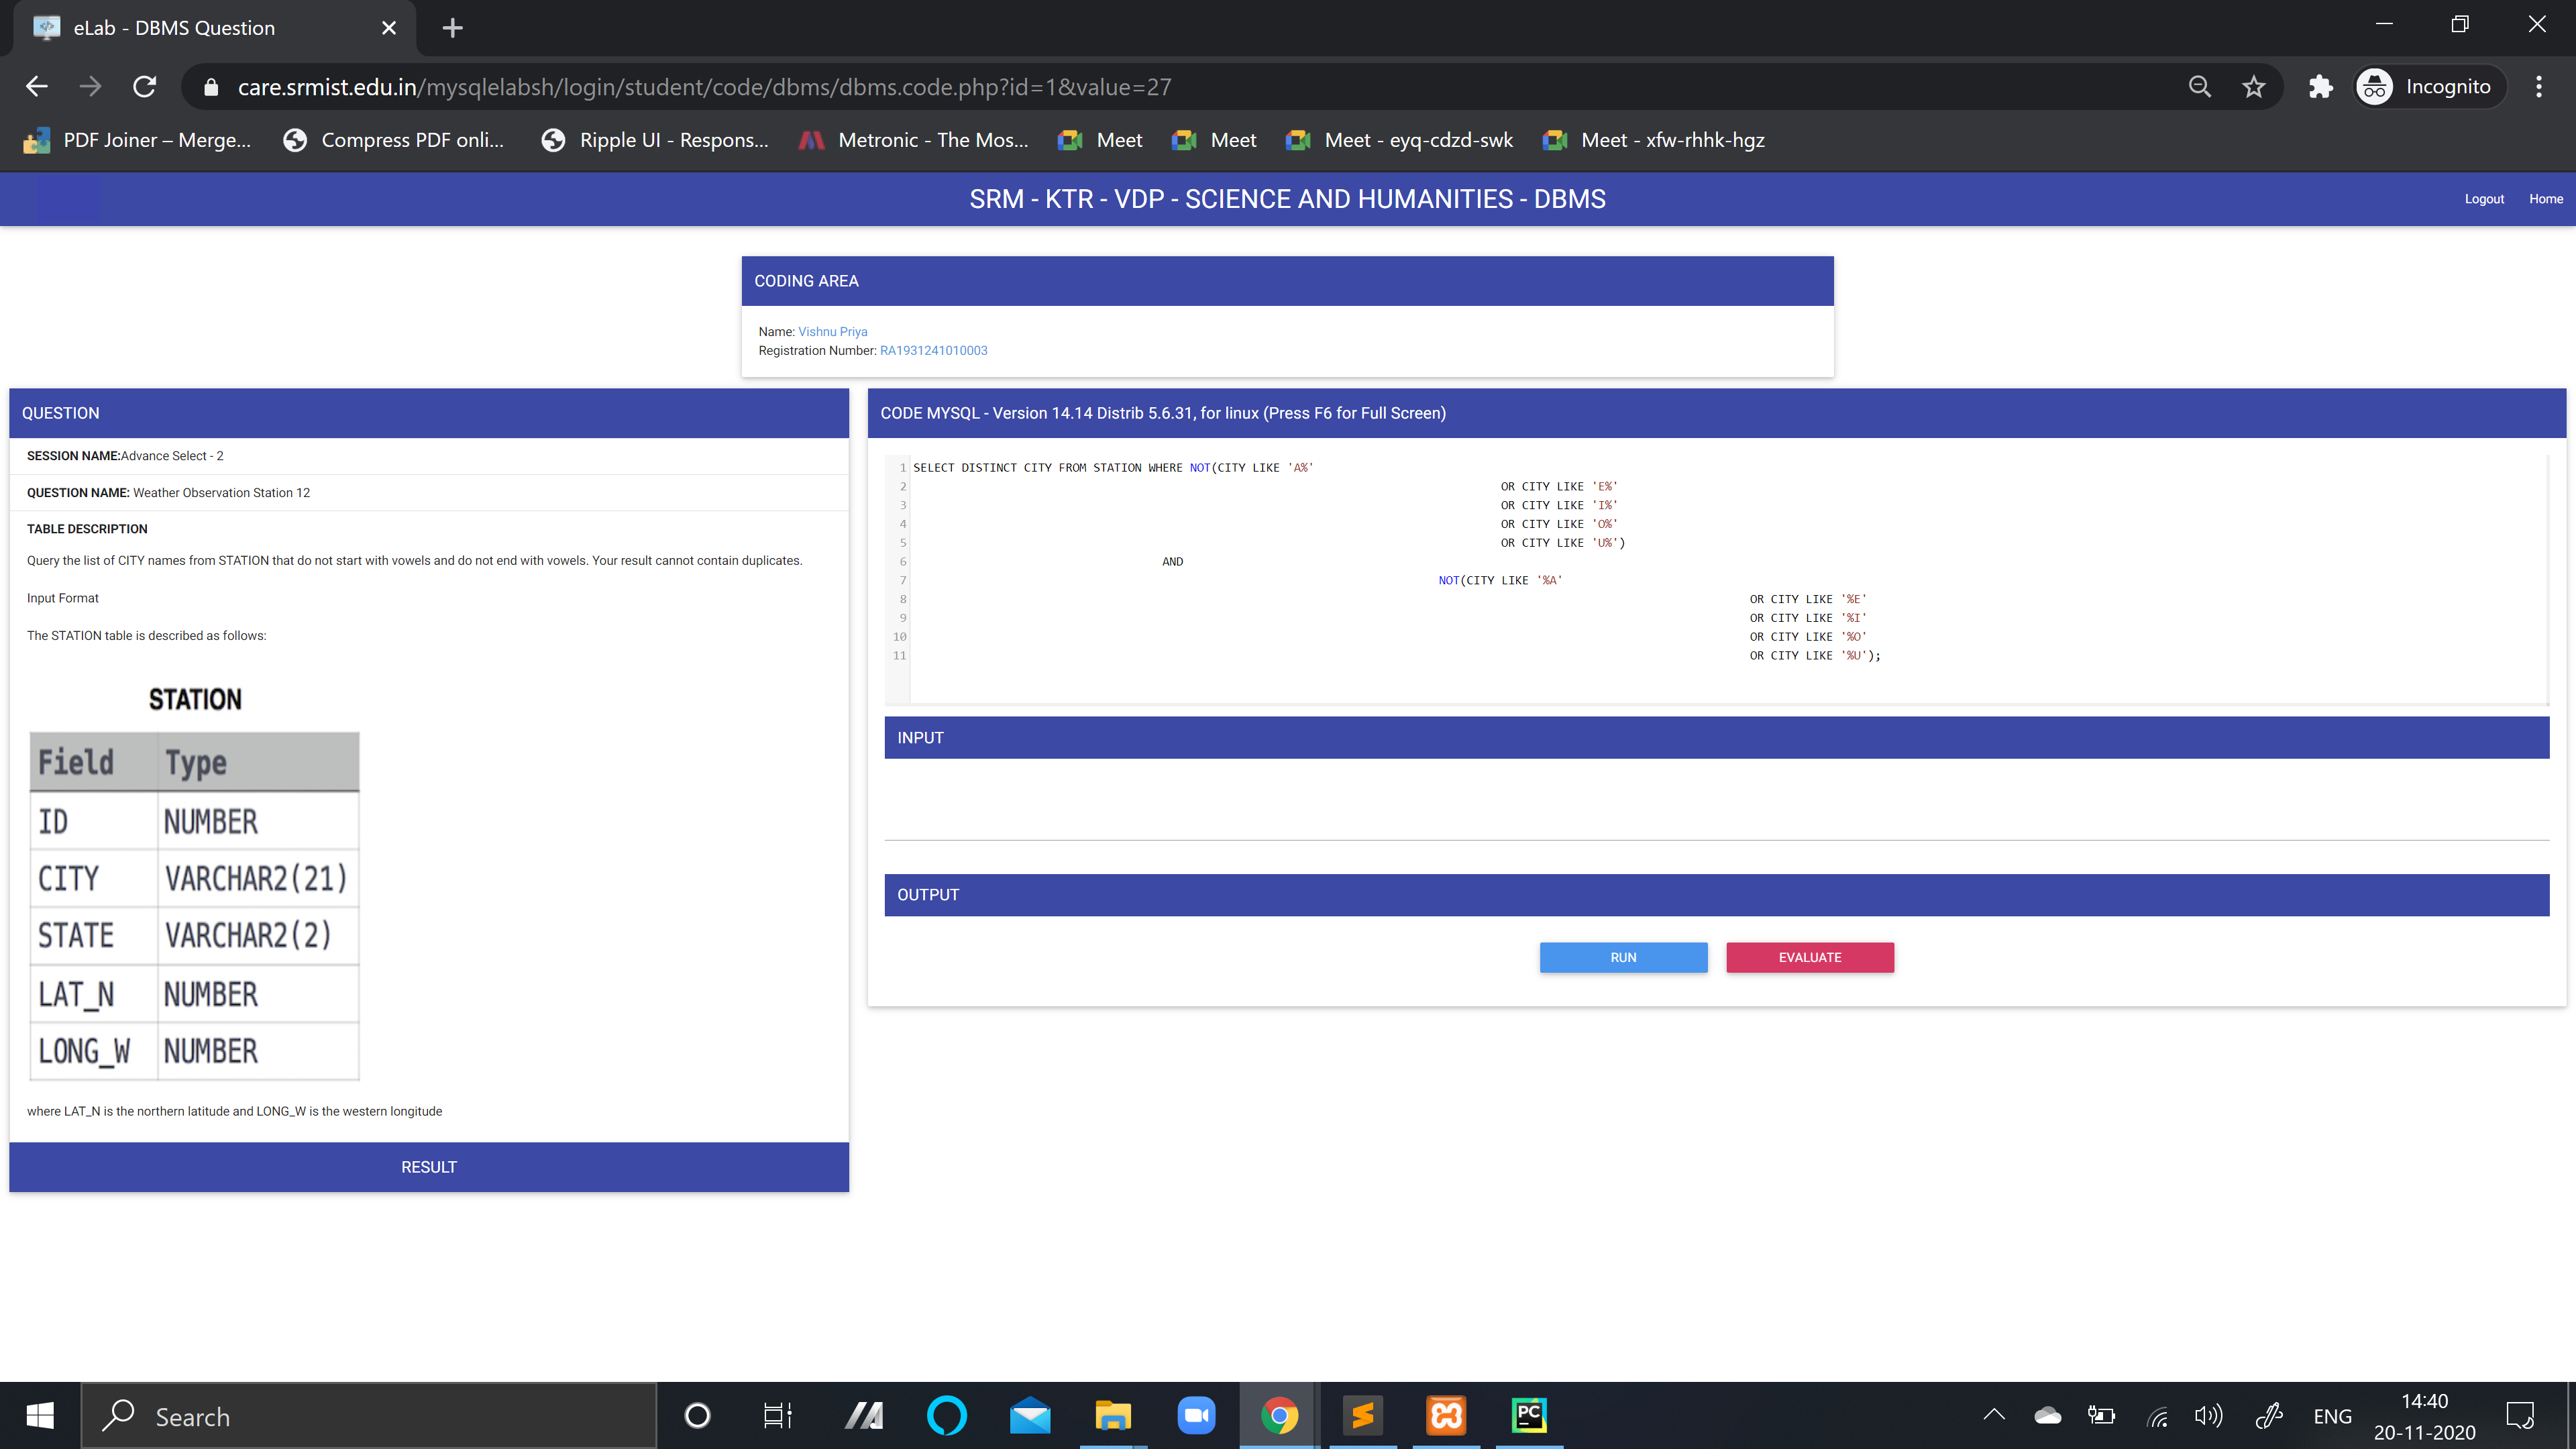 eLab - DBMS Question
care.srmist.edu.in/mysqlelabsh/login/student/code/dbms/dbms.code.php?id=1&value=27
Incognito
PDF Joiner – Merge...
Compress PDF onli...
Ripple UI - Respons...
Metronic - The Mos...
Meet
Meet
Meet - eyq-cdzd-swk
Meet - xfw-rhhk-hgz
SRM - KTR - VDP - SCIENCE AND HUMANITIES - DBMS
Logout
Home
CODING AREA
Name: Vishnu Priya
Registration Number: RA1931241010003
QUESTION
SESSION NAME:Advance Select - 2
QUESTION NAME: Weather Observation Station 12
TABLE DESCRIPTION
Query the list of CITY names from STATION that do not start with vowels and do not end with vowels. Your result cannot contain duplicates.
Input Format
The STATION table is described as follows:
STATION
Field Type
ID NUMBER
CITY VARCHAR2(21)
STATE VARCHAR2(2)
LAT_N NUMBER
LONG_W NUMBER
where LAT_N is the northern latitude and LONG_W is the western longitude
RESULT
CODE MYSQL - Version 14.14 Distrib 5.6.31, for linux (Press F6 for Full Screen)
1 SELECT DISTINCT CITY FROM STATION WHERE NOT(CITY LIKE 'A%'
2 OR CITY LIKE 'E%'
3 OR CITY LIKE 'I%'
4 OR CITY LIKE 'O%'
5 OR CITY LIKE 'U%')
6 AND
7 NOT(CITY LIKE '%A'
8 OR CITY LIKE '%E'
9 OR CITY LIKE '%I'
10 OR CITY LIKE '%O'
11 OR CITY LIKE '%U');
INPUT
OUTPUT
RUN
EVALUATE
Search
PC
ENG
14:40
20-11-2020